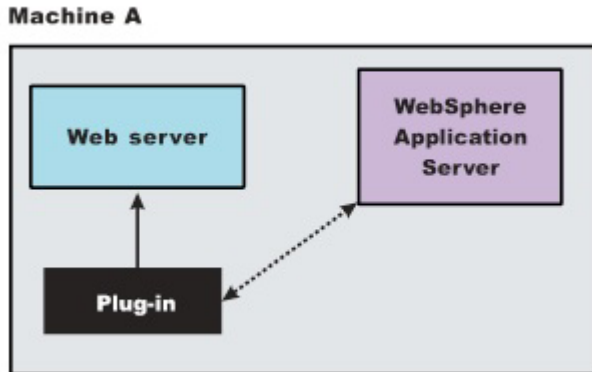 Machine A
Web server
WebSphere
Application
Server
Plug-in